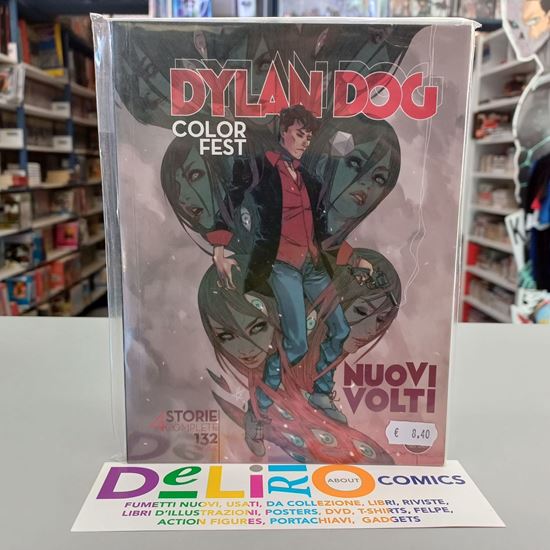 DYLAN DOG
COLOR
FEST
NUOVI
VOLTI
4 STORIE
COMPLETE
132
€ 8.40
DeLiRiO ABOUT COMICS
FUMETTI NUOVI, USATI, DA COLLEZIONE, LIBRI, RIVISTE,
LIBRI D'ILLUSTRAZIONI, POSTERS, DVD, T-SHIRTS, FELPE,
ACTION FIGURES, PORTACHIAVI, GADGETS